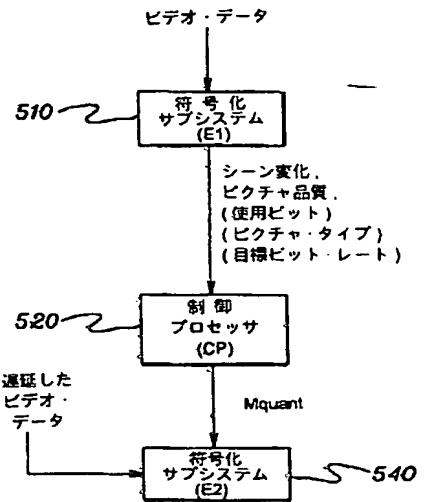 ビデオ・データ
510
符号化
サブシステム
(E1)
シーン変化,
ピクチャ品質,
(使用ビット)
(ピクチャ・タイプ)
(目標ビット・レート)
520
制御
プロセッサ
(CP)
遅延した
ビデオ・
データ
Mquant
符号化
サブシステム
(E2)
540